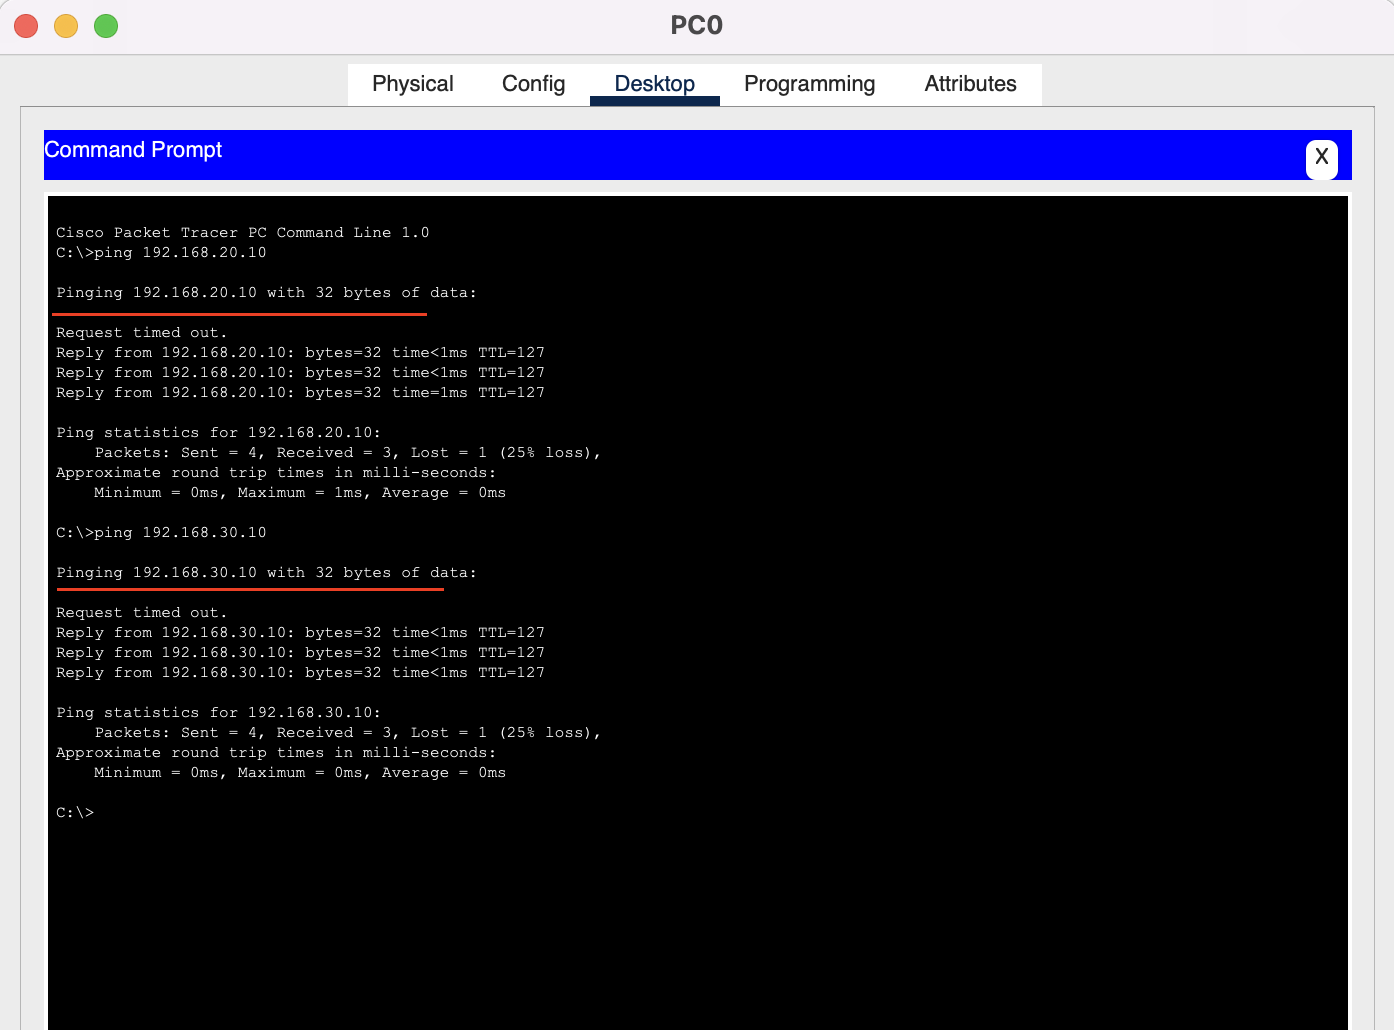 PC0
Physical Config Desktop Programming Attributes
Command Prompt
X
Cisco Packet Tracer PC Command Line 1.0
C:\>ping 192.168.20.10
Pinging 192.168.20.10 with 32 bytes of data:
Request timed out.
Reply from 192.168.20.10: bytes=32 time<1ms TTL=127
Reply from 192.168.20.10: bytes=32 time<1ms TTL=127
Reply from 192.168.20.10: bytes=32 time=1ms TTL=127
Ping statistics for 192.168.20.10:
    Packets: Sent = 4, Received = 3, Lost = 1 (25% loss),
Approximate round trip times in milli-seconds:
    Minimum = 0ms, Maximum = 1ms, Average = 0ms
C:\>ping 192.168.30.10
Pinging 192.168.30.10 with 32 bytes of data:
Request timed out.
Reply from 192.168.30.10: bytes=32 time<1ms TTL=127
Reply from 192.168.30.10: bytes=32 time<1ms TTL=127
Reply from 192.168.30.10: bytes=32 time<1ms TTL=127
Ping statistics for 192.168.30.10:
    Packets: Sent = 4, Received = 3, Lost = 1 (25% loss),
Approximate round trip times in milli-seconds:
    Minimum = 0ms, Maximum = 0ms, Average = 0ms
C:\>